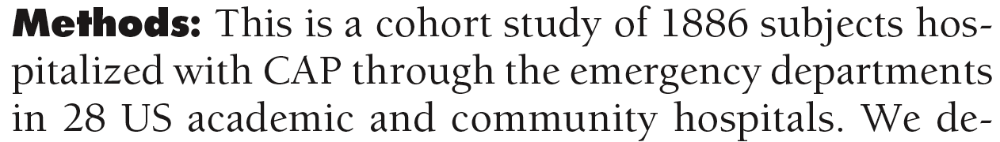 Methods: This is a cohort study of 1886 subjects hos-
pitalized with CAP through the emergency departments
in 28 US academic and community hospitals. We de-